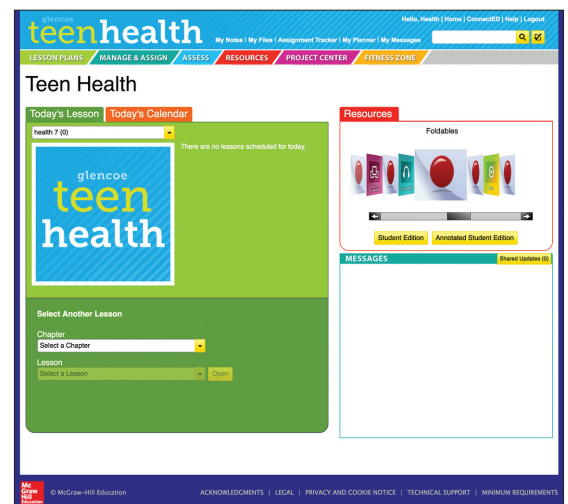 glencoe
teenhealth
Hello, Health | Home | ConnectED | Help | Logout
My Notes | My Files | Assignment Tracker | My Planner | My Messages
LESSON PLANS MANAGE & ASSIGN ASSESS RESOURCES PROJECT CENTER FITNESS ZONE
Teen Health
Today's Lesson Today's Calendar
health 7 (0)
There are no lessons scheduled for today.
glencoe
teen
health
Select Another Lesson
Chapter
Select a Chapter
Lesson
Select a Lesson Open
Resources
Foldables
Student Edition Annotated Student Edition
MESSAGES Shared Updates (0)
Mc
Graw
Hill
Education
© McGraw-Hill Education
ACKNOWLEDGMENTS | LEGAL | PRIVACY AND COOKIE NOTICE | TECHNICAL SUPPORT | MINIMUM REQUIREMENTS